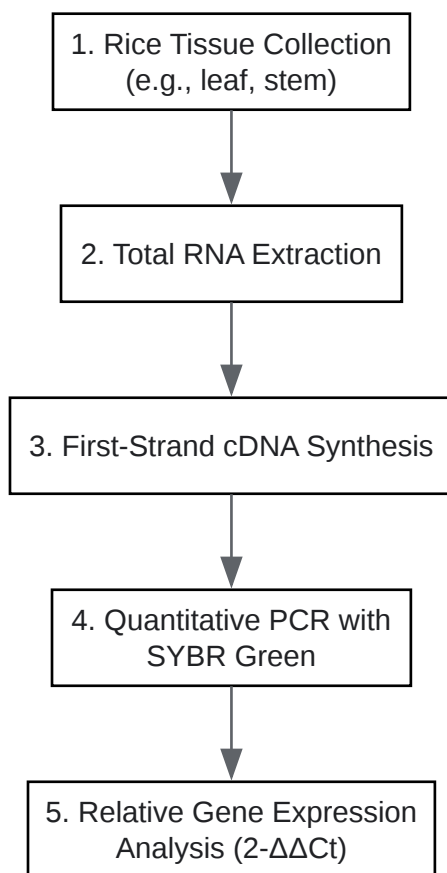 1. Rice Tissue Collection
(e.g., leaf, stem)
2. Total RNA Extraction
3. First-Strand cDNA Synthesis
4. Quantitative PCR with
SYBR Green
5. Relative Gene Expression
Analysis (2-ΔΔCt)